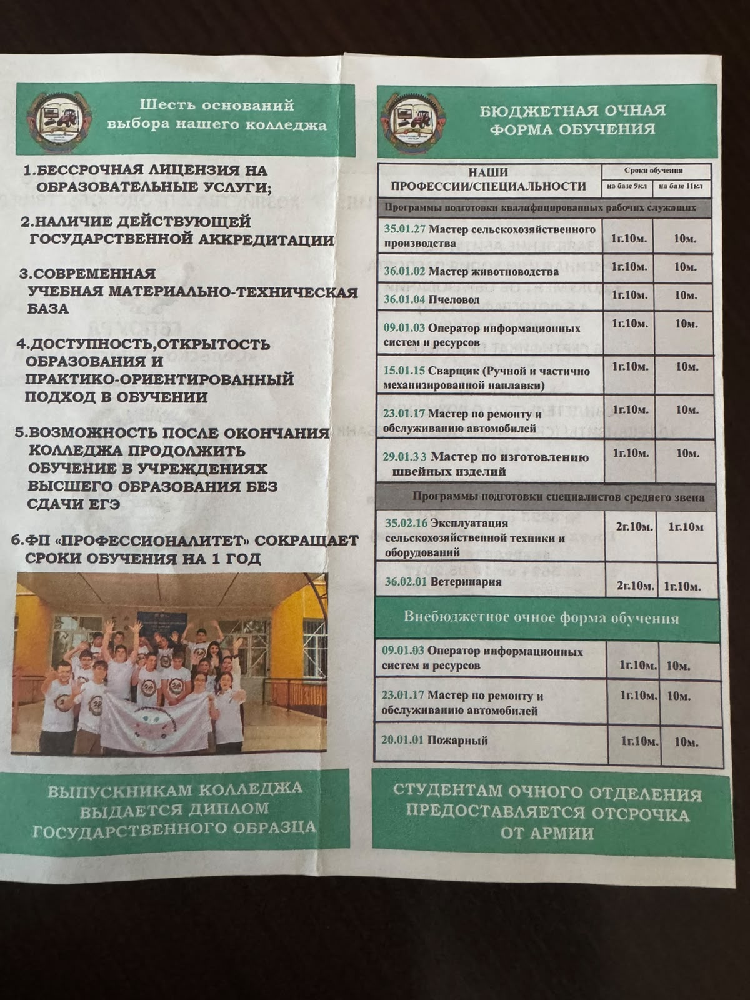 Шесть оснований
выбора нашего колледжа
1.БЕССРОЧНАЯ ЛИЦЕНЗИЯ НА
ОБРАЗОВАТЕЛЬНЫЕ УСЛУГИ;
2.НАЛИЧИЕ ДЕЙСТВУЮЩЕЙ
ГОСУДАРСТВЕННОЙ АККРЕДИТАЦИИ
3.СОВРЕМЕННАЯ
УЧЕБНАЯ МАТЕРИАЛЬНО-ТЕХНИЧЕСКАЯ
БАЗА
4.ДОСТУПНОСТЬ,ОТКРЫТОСТЬ
ОБРАЗОВАНИЯ И
ПРАКТИКО-ОРИЕНТИРОВАННЫЙ
ПОДХОД В ОБУЧЕНИИ
5.ВОЗМОЖНОСТЬ ПОСЛЕ ОКОНЧАНИЯ
КОЛЛЕДЖА ПРОДОЛЖИТЬ
ОБУЧЕНИЕ В УЧРЕЖДЕНИЯХ
ВЫСШЕГО ОБРАЗОВАНИЯ БЕЗ
СДАЧИ ЕГЭ
6.ФП «ПРОФЕССИОНАЛИТЕТ» СОКРАЩАЕТ
СРОКИ ОБУЧЕНИЯ НА 1 ГОД
ВЫПУСКНИКАМ КОЛЛЕДЖА
ВЫДАЕТСЯ ДИПЛОМ
ГОСУДАРСТВЕННОГО ОБРАЗЦА
БЮДЖЕТНАЯ ОЧНАЯ
ФОРМА ОБУЧЕНИЯ
НАШИ
ПРОФЕССИИ/СПЕЦИАЛЬНОСТИ
Сроки обучения
на базе 9кл на базе 11кл
Программы подготовки квалифицированных рабочих служащих
35.01.27 Мастер сельскохозяйственного
производства
1г.10м. 10м.
36.01.02 Мастер животноводства 1г.10м. 10м.
36.01.04 Пчеловод 1г.10м. 10м.
09.01.03 Оператор информационных
систем и ресурсов
1г.10м. 10м.
15.01.15 Сварщик (Ручной и частично
механизированной наплавки)
1г.10м. 10м.
23.01.17 Мастер по ремонту и
обслуживанию автомобилей
1г.10м. 10м.
29.01.33 Мастер по изготовлению
швейных изделий
1г.10м. 10м.
Программы подготовки специалистов среднего звена
35.02.16 Эксплуатация
сельскохозяйственной техники и
оборудований
2г.10м. 1г.10м
36.02.01 Ветеринария 2г.10м. 1г.10м.
Внебюджетное очное форма обучения
09.01.03 Оператор информационных
систем и ресурсов
1г.10м. 10м.
23.01.17 Мастер по ремонту и
обслуживанию автомобилей
1г.10м. 10м.
20.01.01 Пожарный 1г.10м. 10м.
СТУДЕНТАМ ОЧНОГО ОТДЕЛЕНИЯ
ПРЕДОСТАВЛЯЕТСЯ ОТСРОЧКА
ОТ АРМИИ